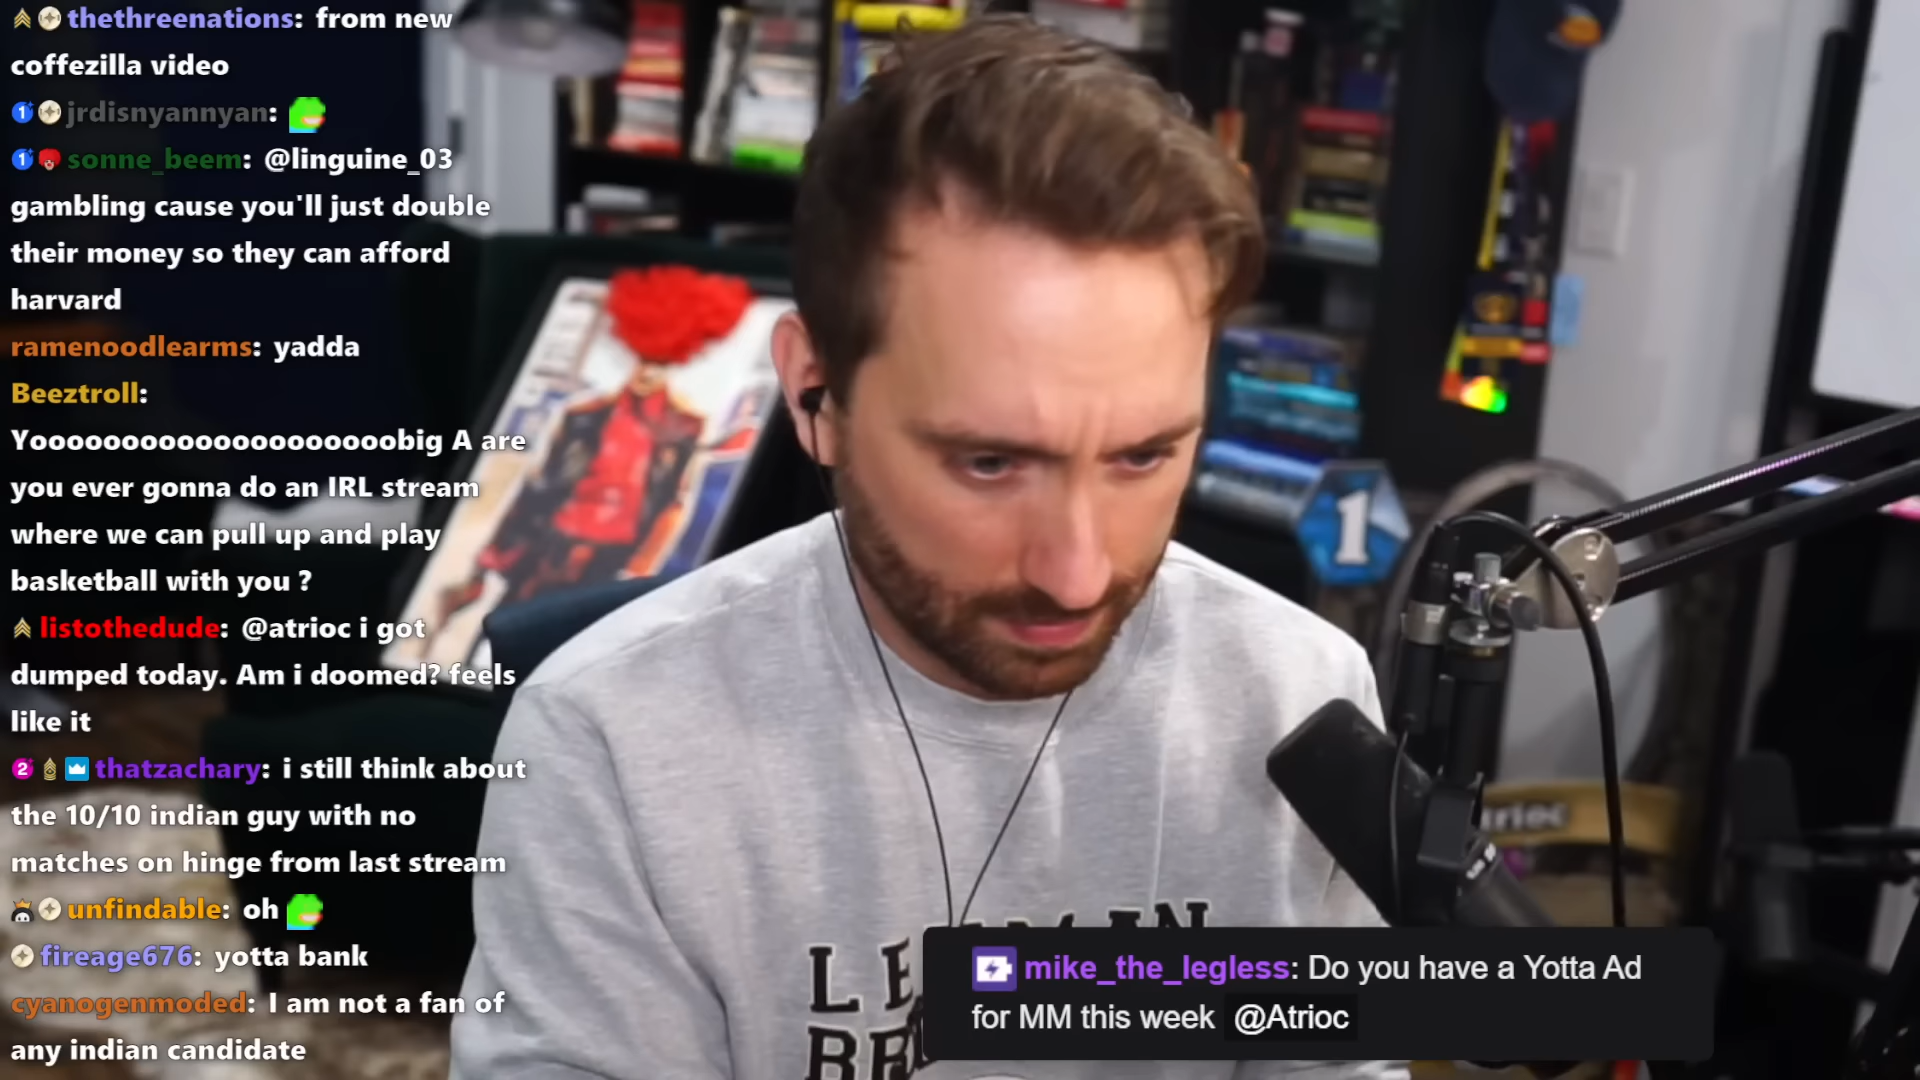 thethreenations: from new
coffezilla video
jrdisnyannyan:
sonne_beem: @linguine_03
gambling cause you'll just double
their money so they can afford
harvard
ramenoodlearms: yadda
Beeztroll:
Yoooooooooooooooooooobig A are
you ever gonna do an IRL stream
where we can pull up and play
basketball with you ?
listothedude: @atrioc i got
dumped today. Am i doomed? feels
like it
2 thatzachary: i still think about
the 10/10 indian guy with no
matches on hinge from last stream
unfindable: oh
fireage676: yotta bank
cyanogenmoded: I am not a fan of
any indian candidate
1
mike_the_legless: Do you have a Yotta Ad
for MM this week @Atrioc